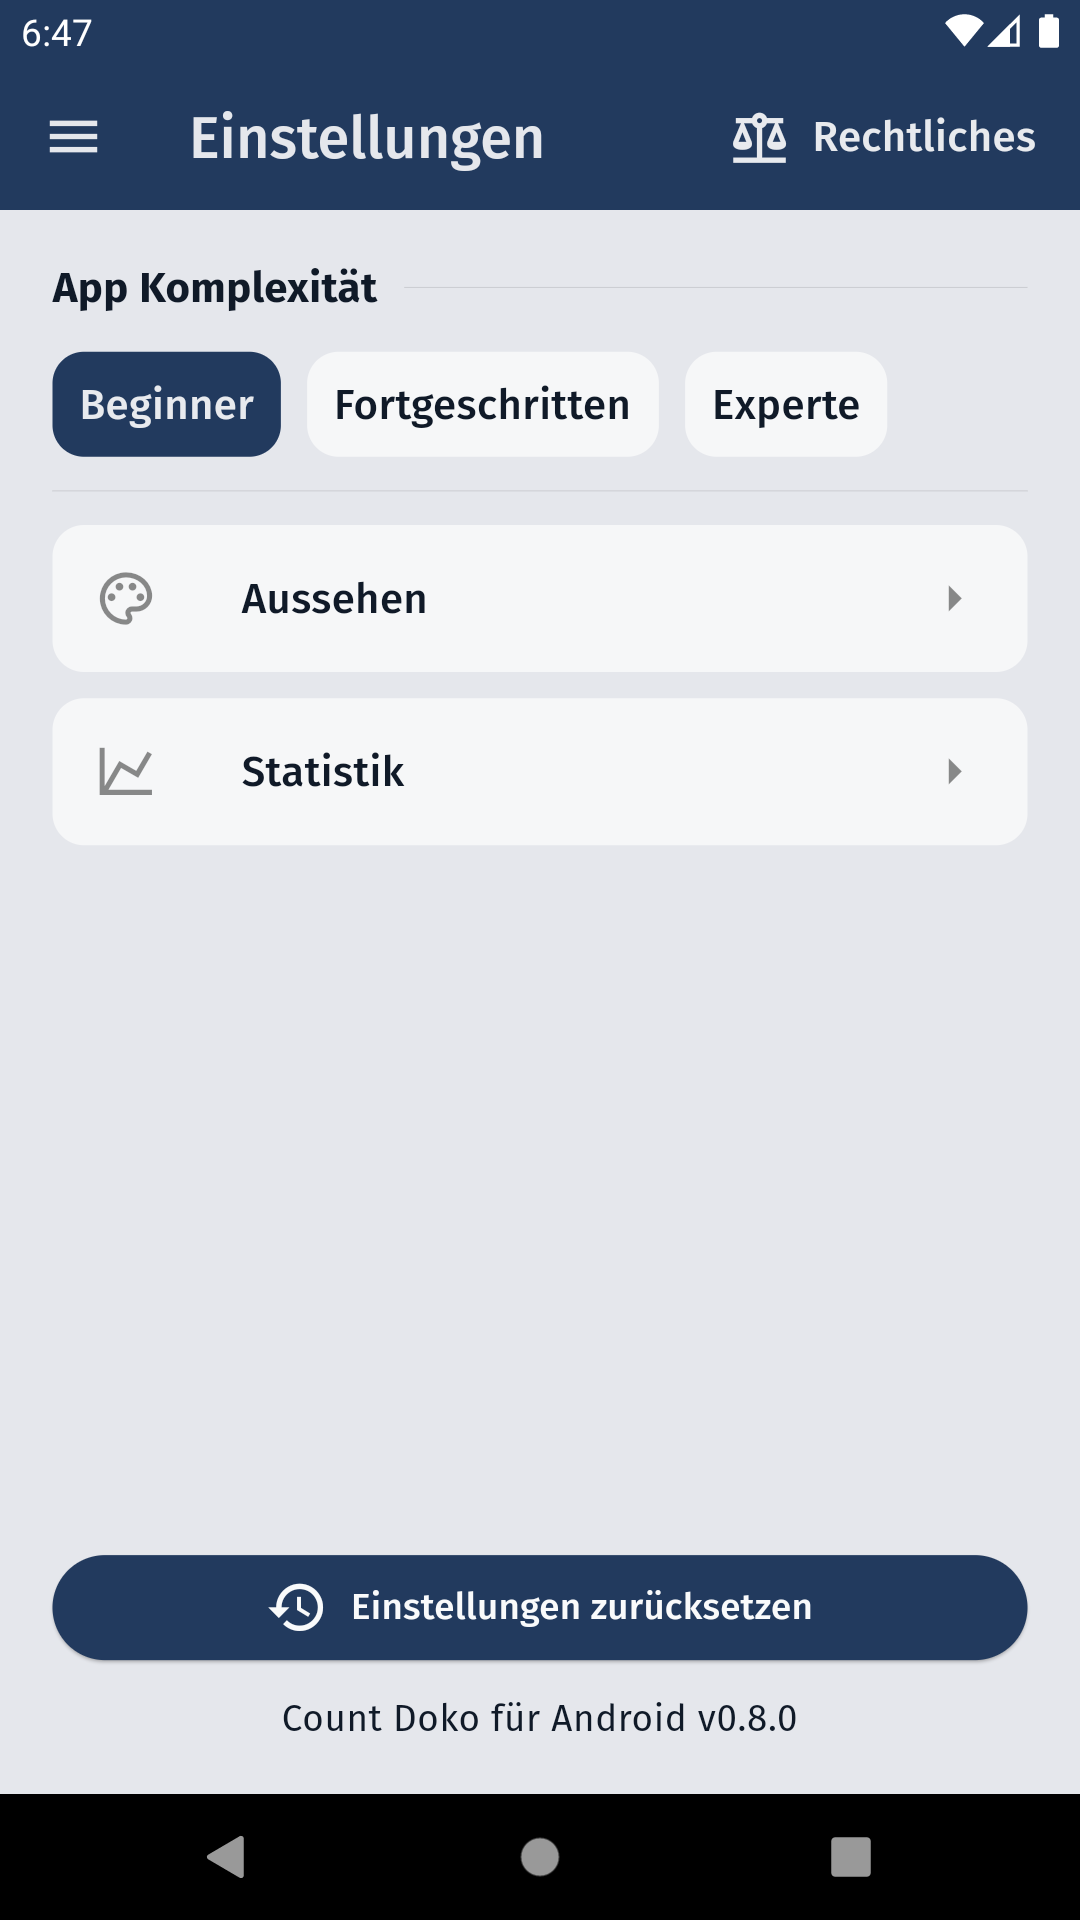 6:47
Einstellungen
Rechtliches
App Komplexität
Beginner
Fortgeschritten
Experte
Aussehen
Statistik
Einstellungen zurücksetzen
Count Doko für Android v0.8.0